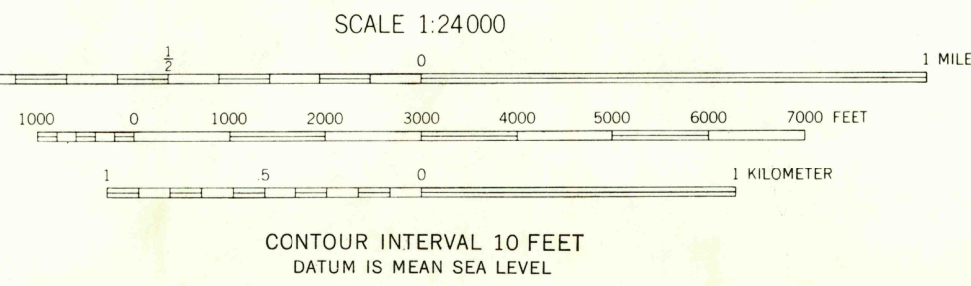 SCALE 1:24000
1/2 0 1 MILE
1000 0 1000 2000 3000 4000 5000 6000 7000 FEET
1 .5 0 1 KILOMETER
CONTOUR INTERVAL 10 FEET
DATUM IS MEAN SEA LEVEL